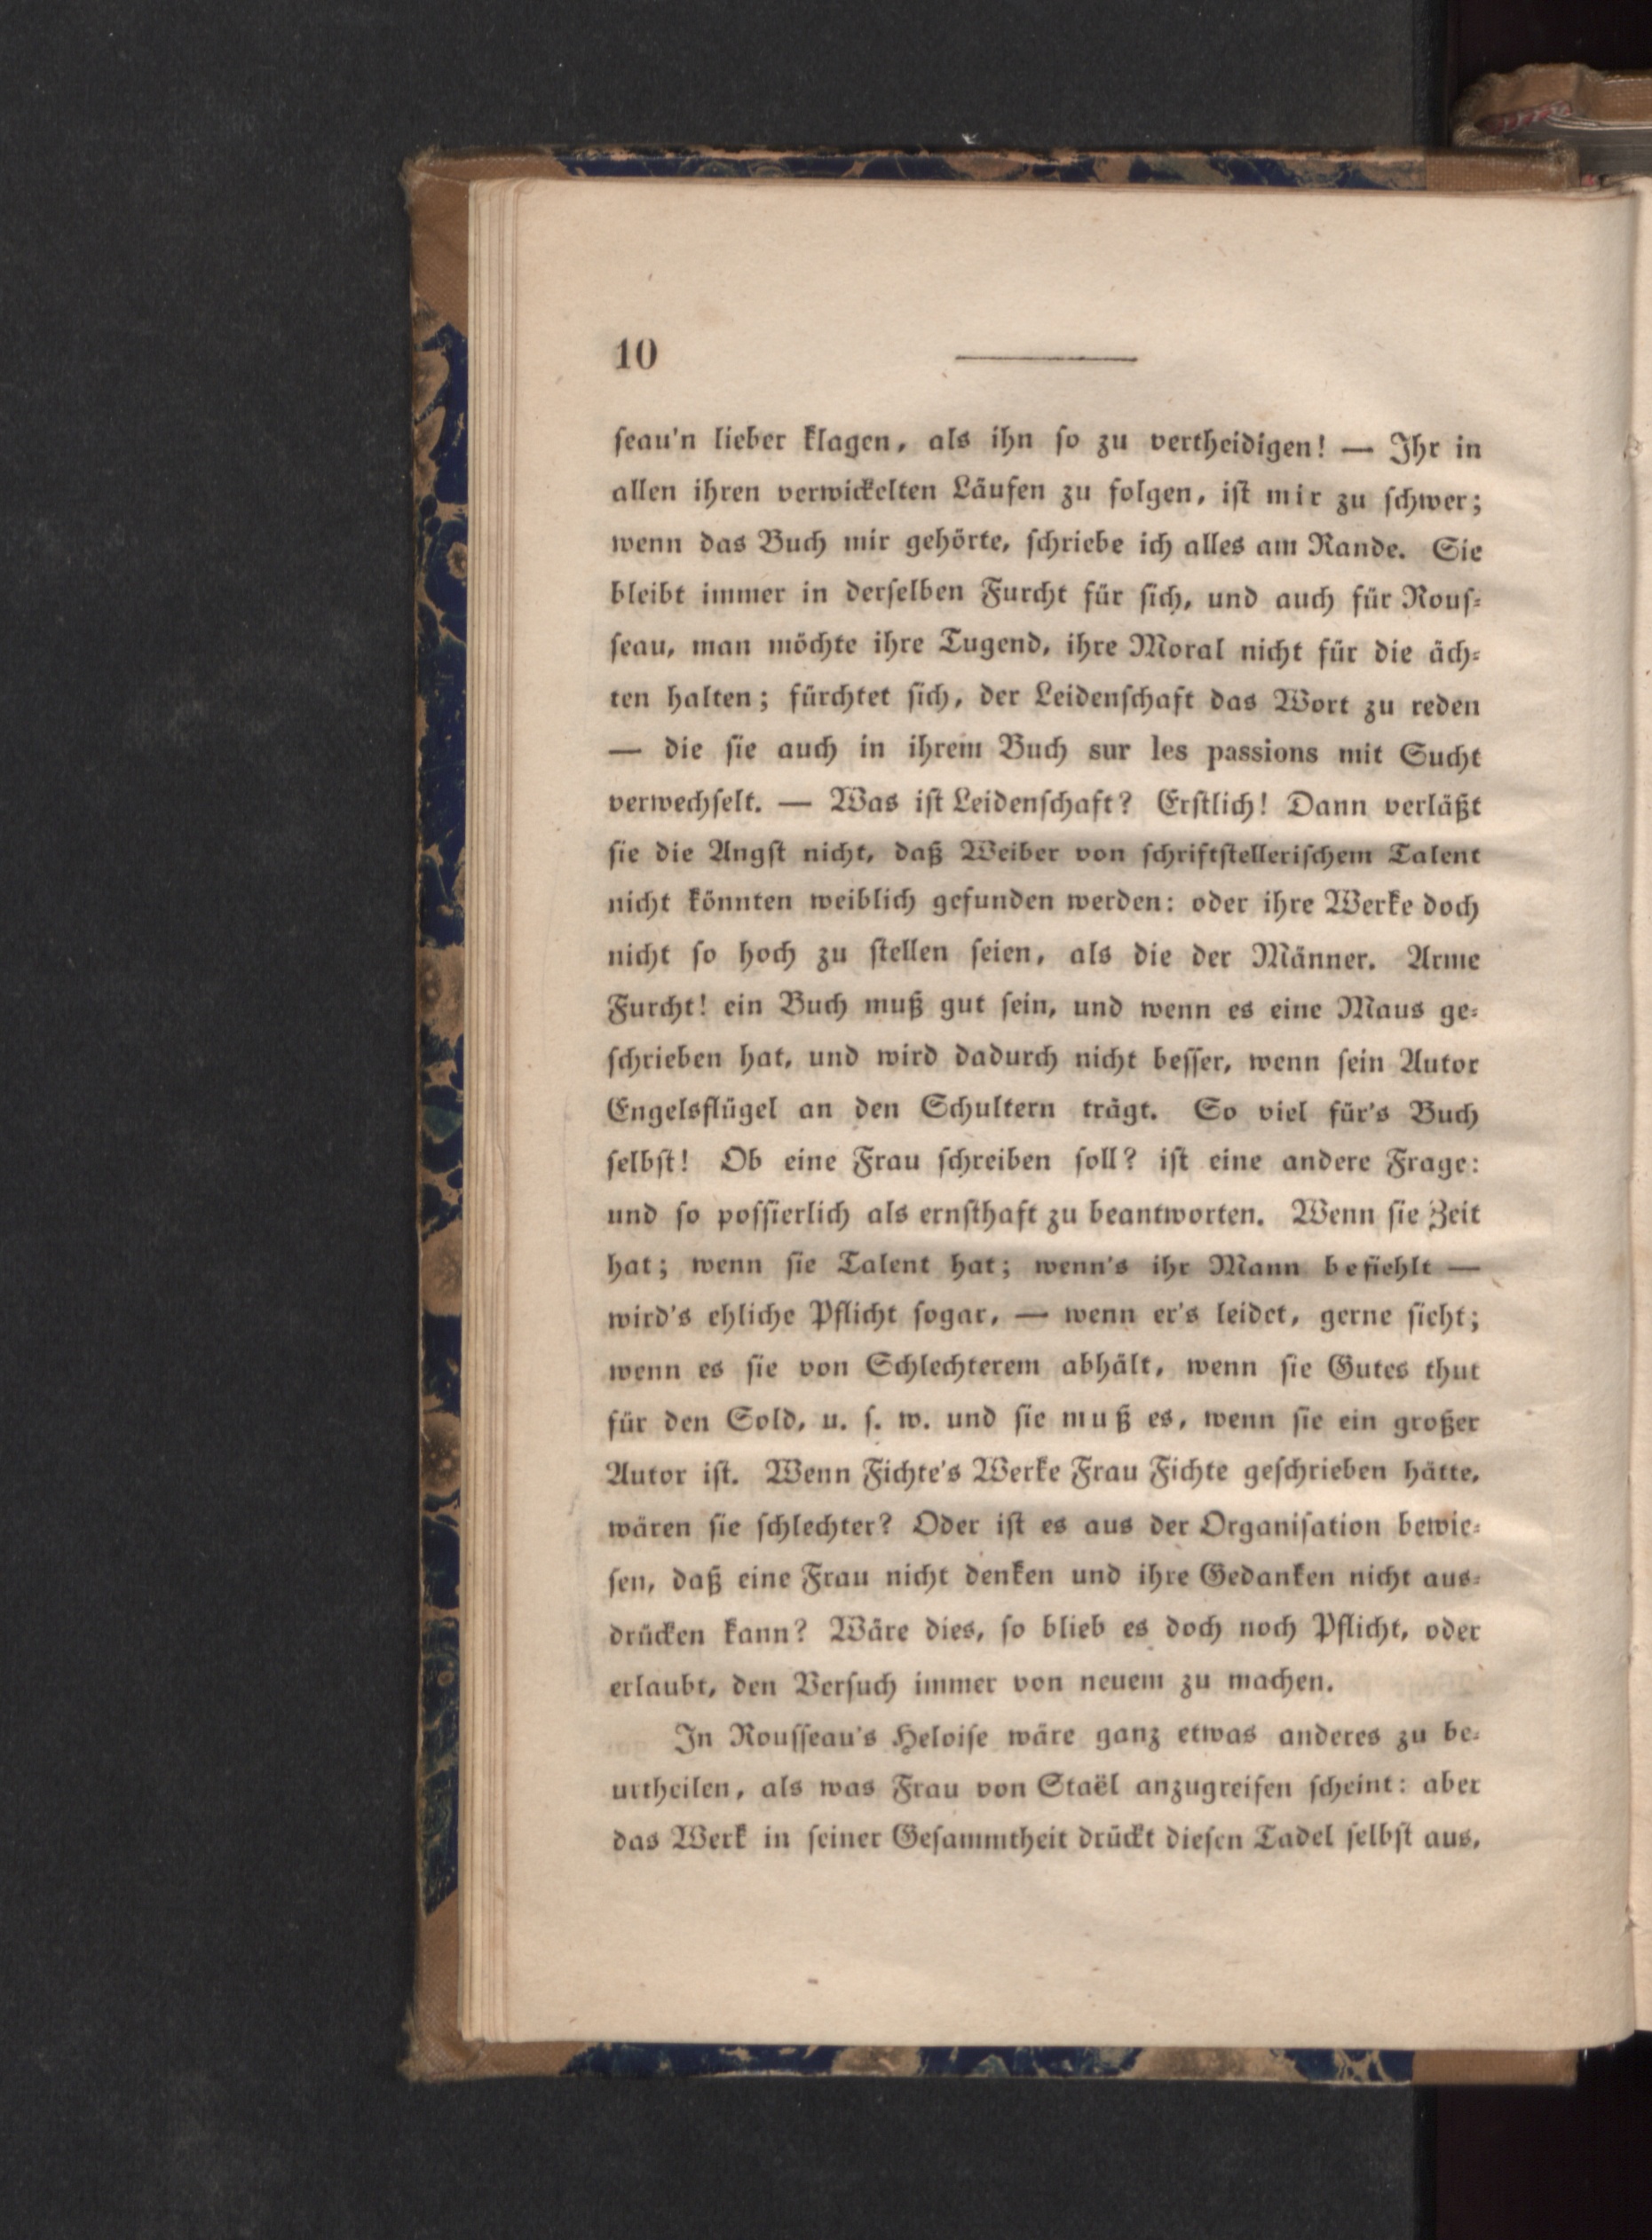 10
ſeau'n lieber klagen, als ihn ſo zu vertheidigen! — Ihr in
allen ihren verwickelten Läufen zu folgen, iſt mir zu ſchwer;
wenn das Buch mir gehörte, ſchriebe ich alles am Rande. Sie
bleibt immer in derſelben Furcht für ſich, und auch für Rouſ⸗
ſeau, man möchte ihre Tugend, ihre Moral nicht für die äch⸗
ten halten; fürchtet ſich, der Leidenſchaft das Wort zu reden
— die ſie auch in ihrem Buch sur les passions mit Sucht
verwechſelt. — Was iſt Leidenſchaft? Erſtlich! Dann verläßt
ſie die Angſt nicht, daß Weiber von ſchriftſtelleriſchem Talent
nicht könnten weiblich gefunden werden: oder ihre Werke doch
nicht ſo hoch zu ſtellen ſeien, als die der Männer. Arme
Furcht! ein Buch muß gut ſein, und wenn es eine Maus ge⸗
ſchrieben hat, und wird dadurch nicht beſſer, wenn ſein Autor
Engelsflügel an den Schultern trägt. So viel für's Buch
ſelbſt! Ob eine Frau ſchreiben ſoll? iſt eine andere Frage:
und ſo poſſierlich als ernſthaft zu beantworten. Wenn ſie Zeit
hat; wenn ſie Talent hat; wenn's ihr Mann befiehlt —
wird's ehliche Pflicht ſogar, — wenn er's leidet, gerne ſieht;
wenn es ſie von Schlechterem abhält, wenn ſie Gutes thut
für den Sold, u. ſ. w. und ſie muß es, wenn ſie ein großer
Autor iſt. Wenn Fichte's Werke Frau Fichte geſchrieben hätte,
wären ſie ſchlechter? Oder iſt es aus der Organiſation bewie⸗
ſen, daß eine Frau nicht denken und ihre Gedanken nicht aus⸗
drücken kann? Wäre dies, ſo blieb es doch noch Pflicht, oder
erlaubt, den Verſuch immer von neuem zu machen.
In Rouſſeau's Heloiſe wäre ganz etwas anderes zu be⸗
urtheilen, als was Frau von Staël anzugreifen ſcheint: aber
das Werk in ſeiner Geſammtheit drückt dieſen Tadel ſelbſt aus,